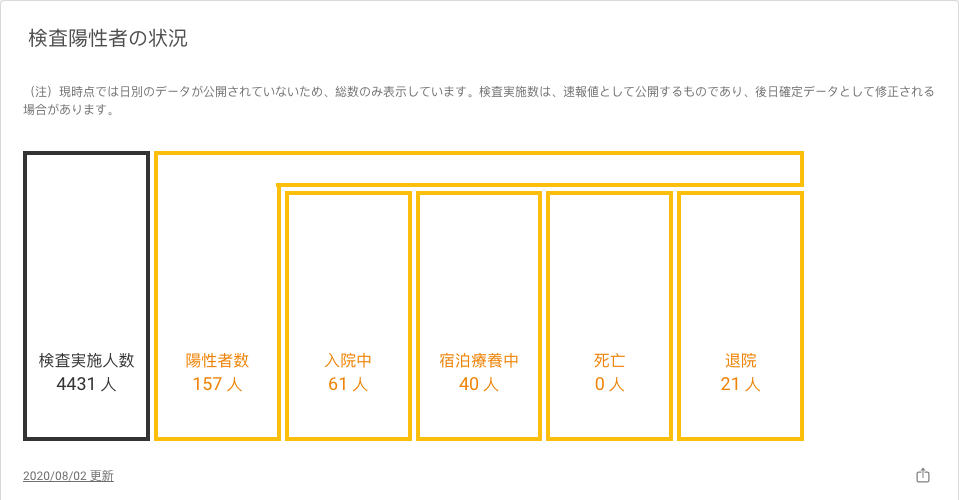 検査陽性者の状況
（注）現時点では日別のデータが公開されていないため、総数のみ表示しています。検査実施数は、速報値として公開するものであり、後日確定データとして修正される
場合があります。
検査実施人数
4431 人
陽性者数
157 人
入院中
61 人
宿泊療養中
40 人
死亡
0 人
退院
21 人
2020/08/02 更新